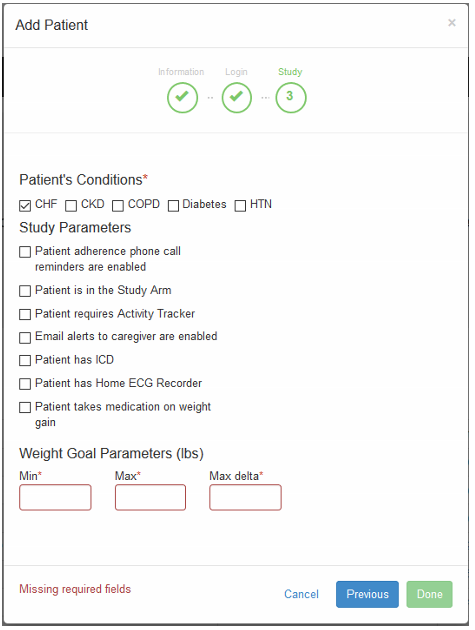 Add Patient ×
Information Login Study
3
Patient's Conditions*
CHF CKD COPD Diabetes HTN
Study Parameters
Patient adherence phone call
reminders are enabled
Patient is in the Study Arm
Patient requires Activity Tracker
Email alerts to caregiver are enabled
Patient has ICD
Patient has Home ECG Recorder
Patient takes medication on weight
gain
Weight Goal Parameters (lbs)
Min* Max* Max delta*
Missing required fields Cancel Previous Done